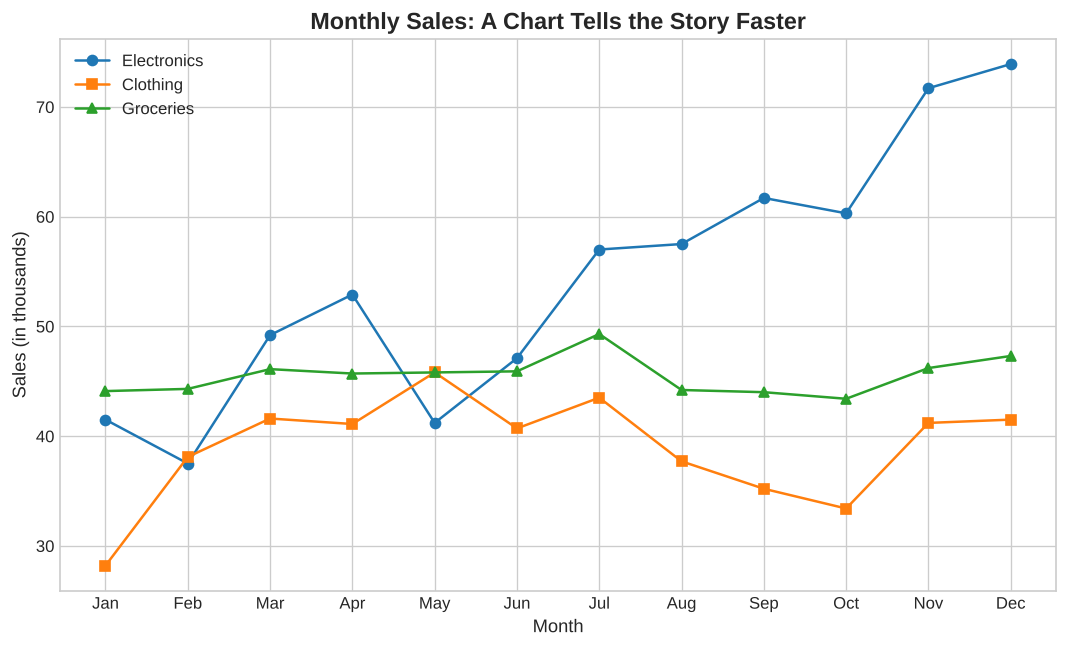 Monthly Sales: A Chart Tells the Story Faster
Electronics
Clothing
Groceries
Sales (in thousands)
70
60
50
40
30
Jan Feb Mar Apr May Jun Jul Aug Sep Oct Nov Dec
Month